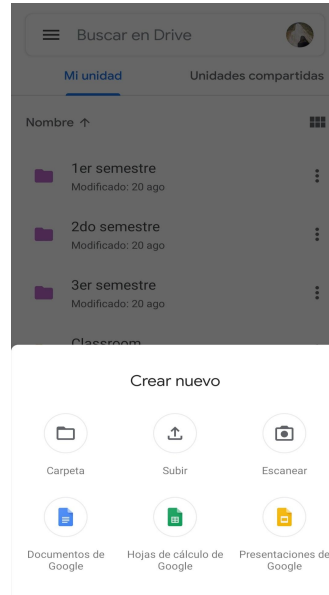 Buscar en Drive
Mi unidad
Unidades compartidas
Nombre ↑
1er semestre
Modificado: 20 ago
2do semestre
Modificado: 20 ago
3er semestre
Modificado: 20 ago
Classroom
Crear nuevo
Carpeta
Subir
Escanear
Documentos de
Google
Hojas de cálculo de
Google
Presentaciones de
Google